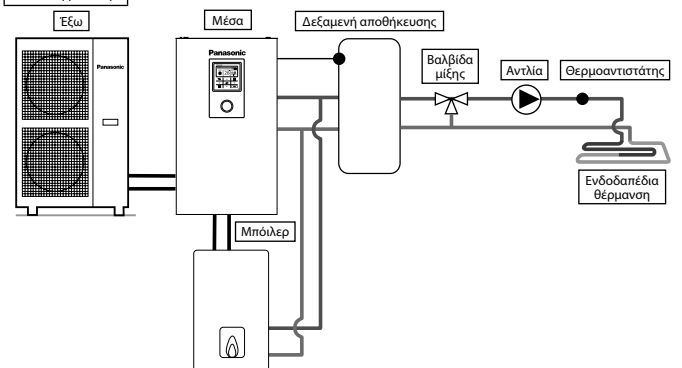 Έξω
Μέσα
Δεξαμενή αποθήκευσης
Panasonic
Panasonic
Βαλβίδα
μίξης
Αντλία
Θερμοαντιστάτης
Ενδοδαπέδια
θέρμανση
Μπόιλερ